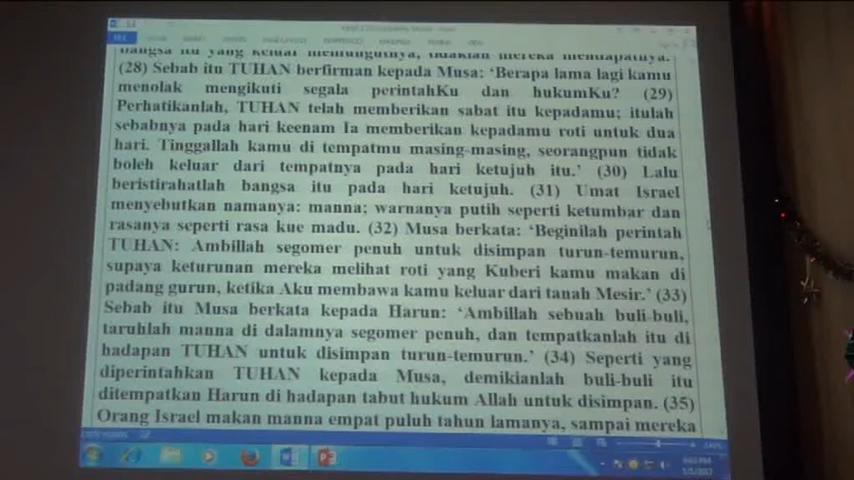 bangsa itu yang keluar memungutnya, tidaklah mereka mendapatnya.
(28) Sebab itu TUHAN berfirman kepada Musa: ‘Berapa lama lagi kamu
menolak mengikuti segala perintahKu dan hukumKu? (29)
Perhatikanlah, TUHAN telah memberikan sabat itu kepadamu; itulah
sebabnya pada hari keenam Ia memberikan kepadamu roti untuk dua
hari. Tinggallah kamu di tempatmu masing-masing, seorangpun tidak
boleh keluar dari tempatnya pada hari ketujuh itu.’ (30) Lalu
beristirahatlah bangsa itu pada hari ketujuh. (31) Umat Israel
menyebutkan namanya: manna; warnanya putih seperti ketumbar dan
rasanya seperti rasa kue madu. (32) Musa berkata: ‘Beginilah perintah
TUHAN: Ambillah segomer penuh untuk disimpan turun-temurun,
supaya keturunan mereka melihat roti yang Kuberi kamu makan di
padang gurun, ketika Aku membawa kamu keluar dari tanah Mesir.’ (33)
Sebab itu Musa berkata kepada Harun: ‘Ambillah sebuah buli-buli,
taruhlah manna di dalamnya segomer penuh, dan tempatkanlah itu di
hadapan TUHAN untuk disimpan turun-temurun.’ (34) Seperti yang
diperintahkan TUHAN kepada Musa, demikianlah buli-buli itu
ditempatkan Harun di hadapan tabut hukum Allah untuk disimpan. (35)
Orang Israel makan manna empat puluh tahun lamanya, sampai mereka